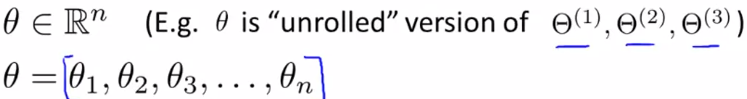 θ ∈ ℝⁿ (E.g. θ is “unrolled” version of Θ⁽¹⁾, Θ⁽²⁾, Θ⁽³⁾)
θ = [θ₁, θ₂, θ₃, . . . , θₙ]